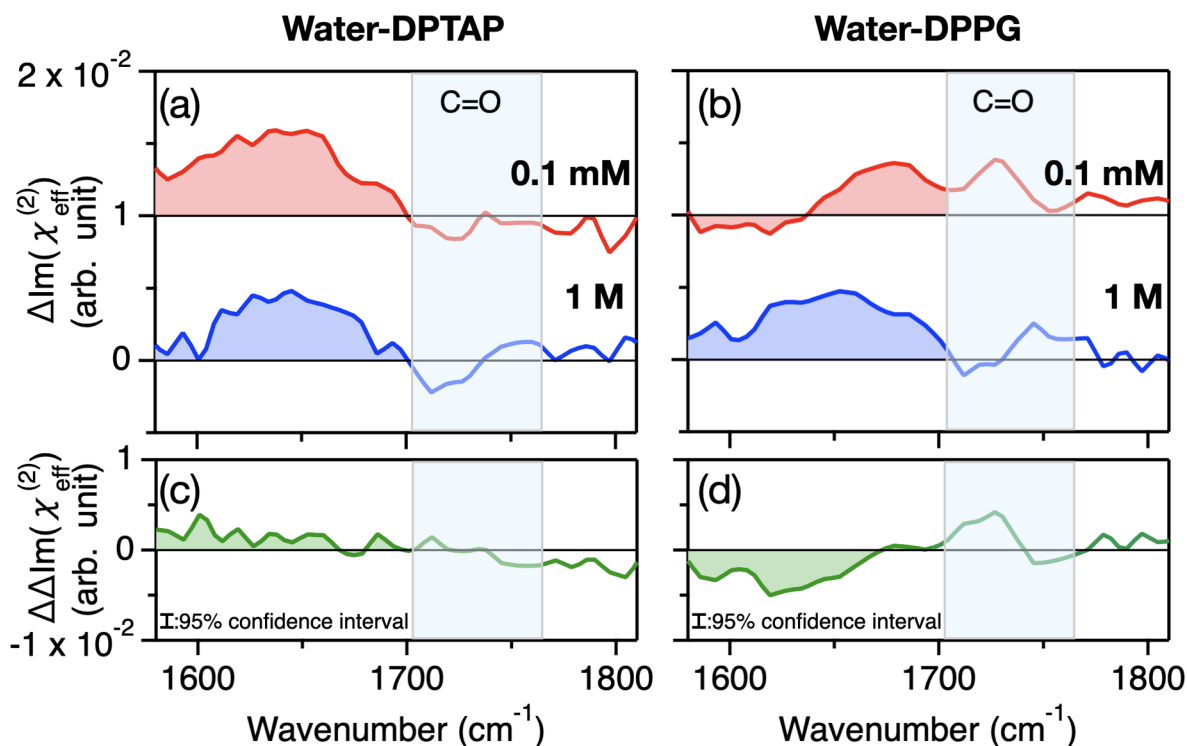 Water-DPTAP
Water-DPPG
2 x 10⁻²
1
0
ΔIm(χ⁽²⁾eff)
(arb. unit)
(a)
C=O
0.1 mM
1 M
(b)
C=O
0.1 mM
1 M
1
0
-1 x 10⁻²
ΔΔIm(χ⁽²⁾eff)
(arb. unit)
(c)
I:95% confidence interval
(d)
I:95% confidence interval
1600 1700 1800
1600 1700 1800
Wavenumber (cm⁻¹)
Wavenumber (cm⁻¹)